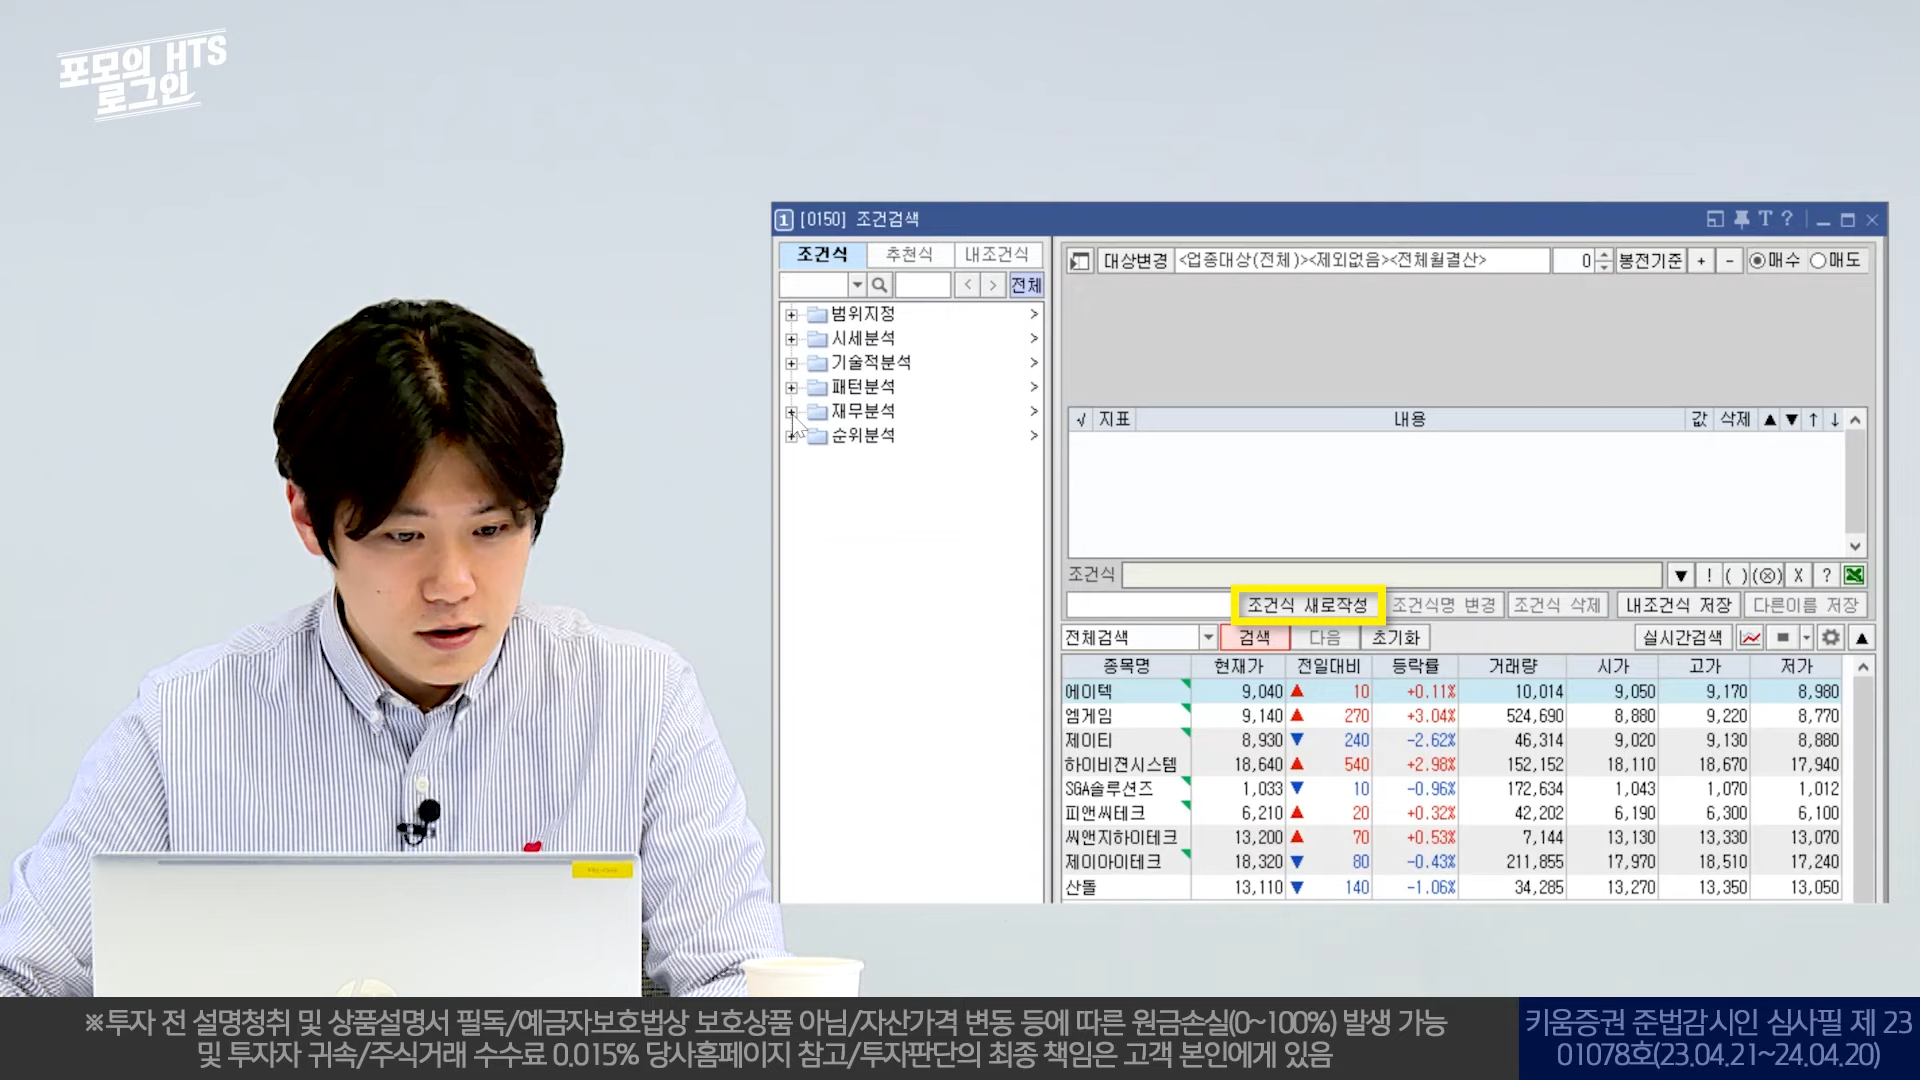 포모의 HTS
로그인
1 [0150] 조건검색
조건식 추천식 내조건식
전체
범위지정
시세분석
기술적분석
패턴분석
재무분석
순위분석
대상변경 <업종대상(전체)><제외없음><전체월결산> 0 봉전기준 + - 매수 매도
√ 지표 내용 값 삭제 ▲ ▼ ↑ ↓
조건식 ▼ ! ( ) (⊗) X ?
조건식 새로작성 조건식명 변경 조건식 삭제 내조건식 저장 다른이름 저장
전체검색 검색 다음 초기화 실시간검색
종목명 현재가 전일대비 등락률 거래량 시가 고가 저가
에이텍 9,040 ▲ 10 +0.11% 10,014 9,050 9,170 8,980
엠게임 9,140 ▲ 270 +3.04% 524,690 8,880 9,220 8,770
제이티 8,930 ▼ 240 -2.62% 46,314 9,020 9,130 8,880
하이비젼시스템 18,640 ▲ 540 +2.98% 152,152 18,110 18,670 17,940
SGA솔루션즈 1,033 ▼ 10 -0.96% 172,634 1,043 1,070 1,012
피앤씨테크 6,210 ▲ 20 +0.32% 42,202 6,190 6,300 6,100
씨앤지하이테크 13,200 ▲ 70 +0.53% 7,144 13,130 13,330 13,070
제이아이테크 18,320 ▼ 80 -0.43% 211,855 17,970 18,510 17,240
산돌 13,110 ▼ 140 -1.06% 34,285 13,270 13,350 13,050
※투자 전 설명청취 및 상품설명서 필독/예금자보호법상 보호상품 아님/자산가격 변동 등에 따른 원금손실(0~100%) 발생 가능
및 투자자 귀속/주식거래 수수료 0.015% 당사홈페이지 참고/투자판단의 최종 책임은 고객 본인에게 있음
키움증권 준법감시인 심사필 제 23
01078호(23.04.21~24.04.20)